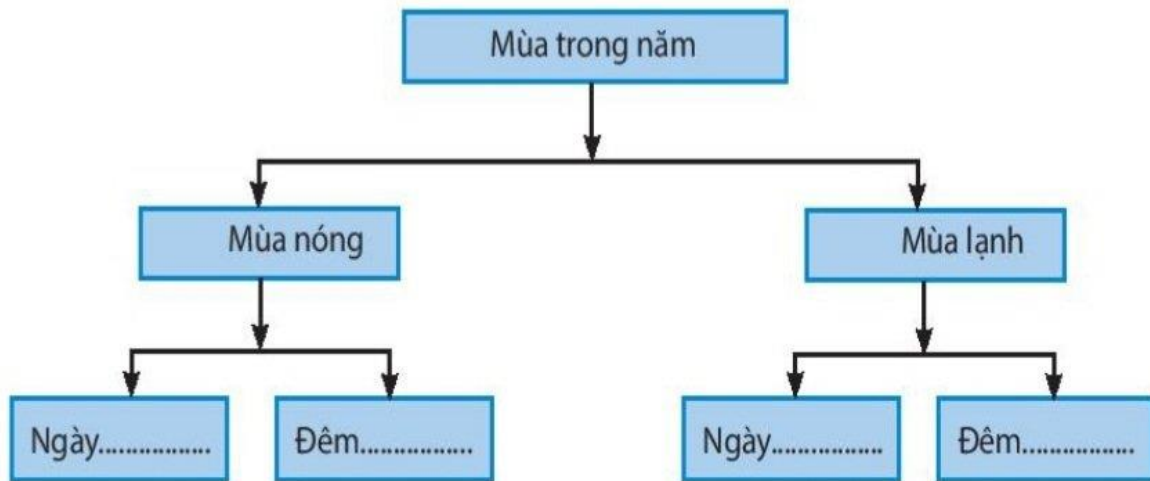 Mùa trong năm
Mùa nóng
Mùa lạnh
Ngày.................
Đêm.................
Ngày.................
Đêm.................